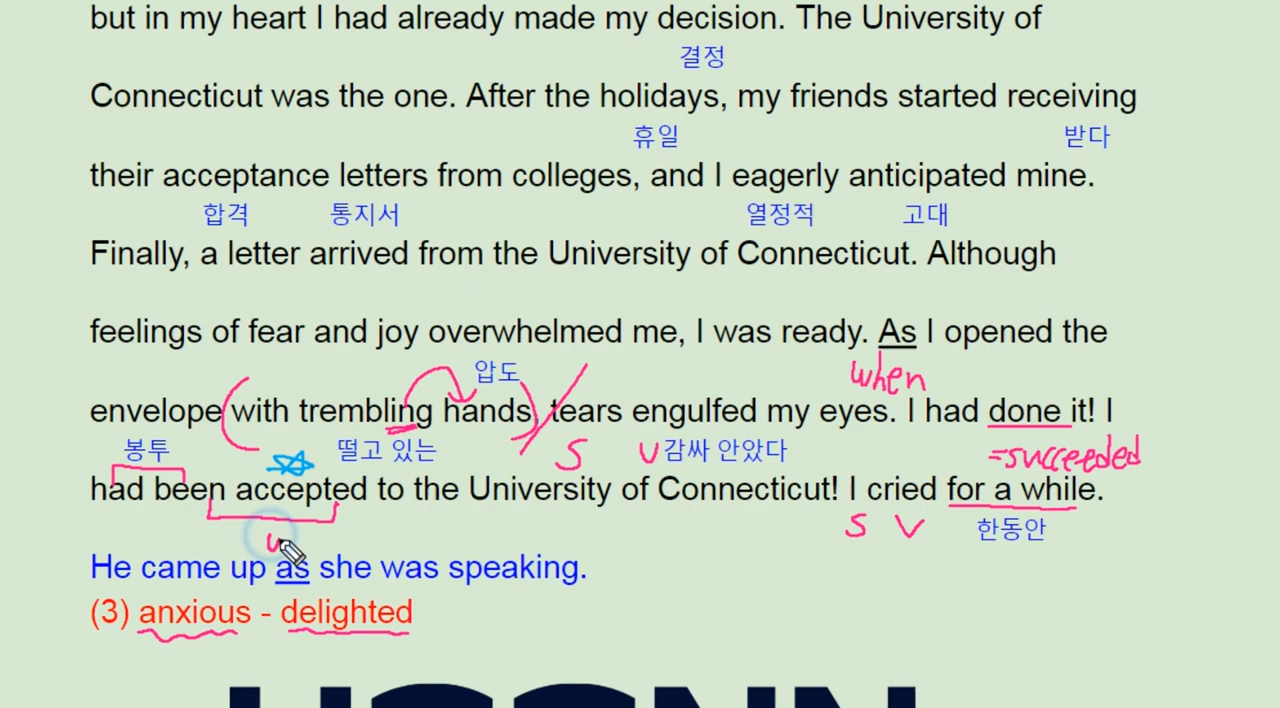 but in my heart I had already made my decision. The University of
결정
Connecticut was the one. After the holidays, my friends started receiving
휴일 받다
their acceptance letters from colleges, and I eagerly anticipated mine.
합격 통지서 열정적 고대
Finally, a letter arrived from the University of Connecticut. Although
feelings of fear and joy overwhelmed me, I was ready. As I opened the
압도 when
envelope with trembling hands, tears engulfed my eyes. I had done it! I
봉투 떨고 있는 S V 감싸 안았다 =succeeded
had been accepted to the University of Connecticut! I cried for a while.
S V 한동안
He came up as she was speaking.
(3) anxious - delighted